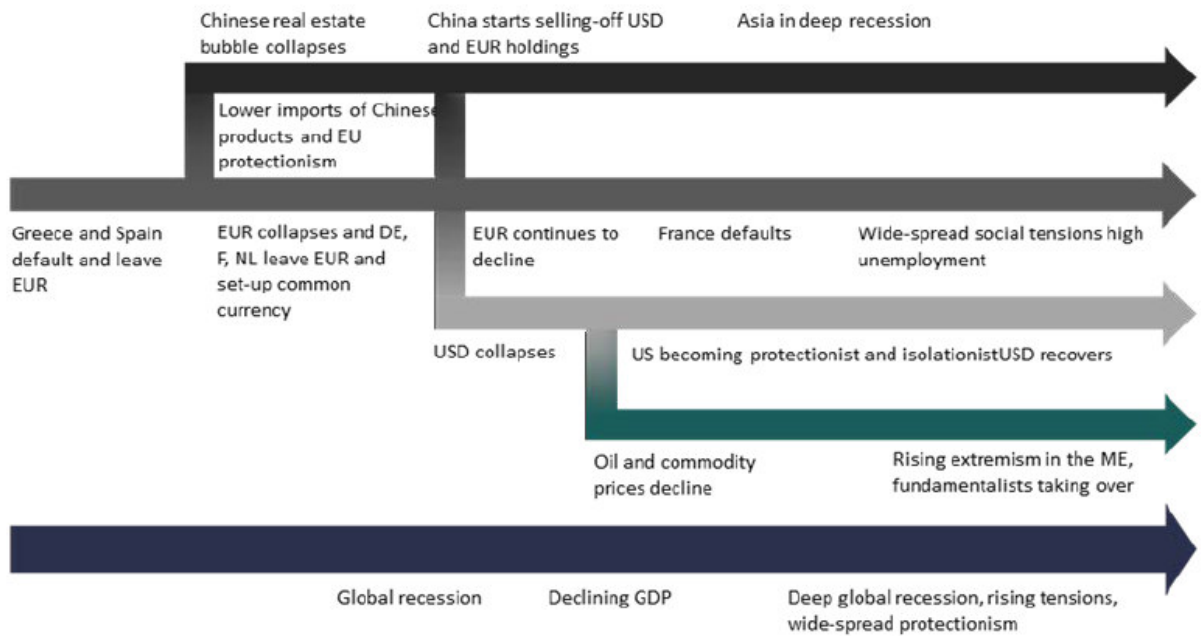 Chinese real estate
bubble collapses
China starts selling-off USD
and EUR holdings
Asia in deep recession
Lower imports of Chinese
products and EU
protectionism
Greece and Spain
default and leave
EUR
EUR collapses and DE,
F, NL leave EUR and
set-up common
currency
EUR continues to
decline
France defaults
Wide-spread social tensions high
unemployment
USD collapses
US becoming protectionist and isolationistUSD recovers
Oil and commodity
prices decline
Rising extremism in the ME,
fundamentalists taking over
Global recession
Declining GDP
Deep global recession, rising tensions,
wide-spread protectionism